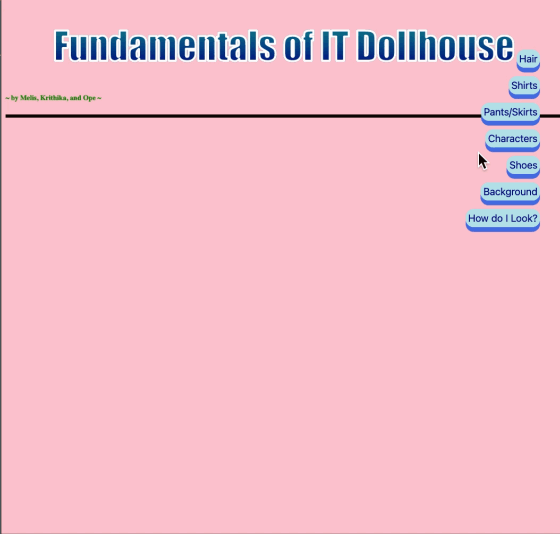 Fundamentals of IT Dollhouse
Hair
Shirts
~ by Melis, Krithika, and Ope ~
Pants/Skirts
Characters
Shoes
Background
How do I Look?